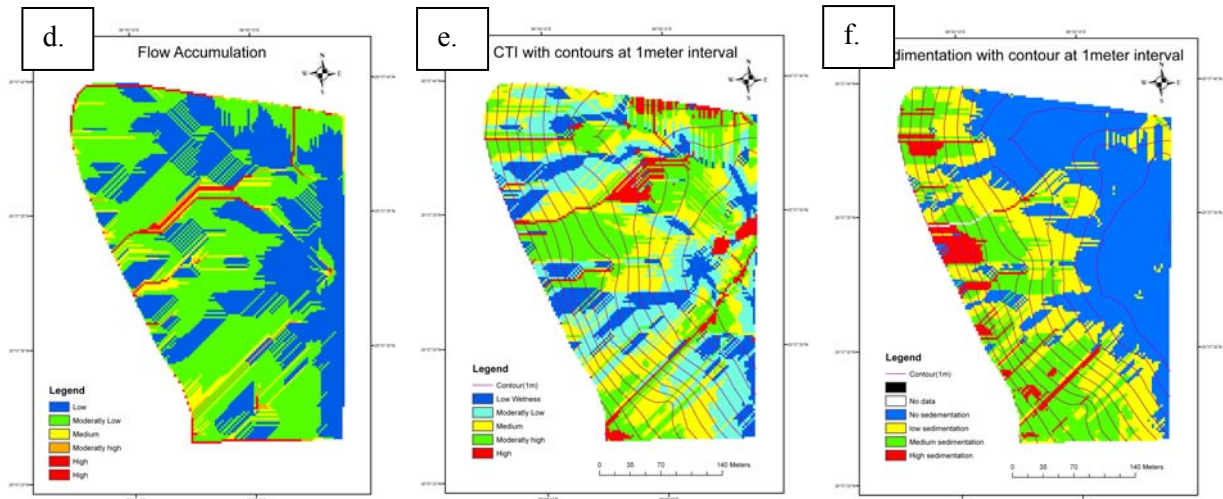 d.
Flow Accumulation
N
W E
S
Legend
Low
Moderatly Low
Medium
Moderatly high
High
High
e.
CTI with contours at 1meter interval
N
W E
S
Legend
Contour(1m)
Low Wetness
Moderatly Low
Medium
Moderatly high
High
0 35 70 140 Meters
f.
dimentation with contour at 1meter interval
N
W E
S
Legend
Contour(1m)
No data
No sedementation
low sedimentation
Medium sedimentation
High sedimentation
0 35 70 140 Meters